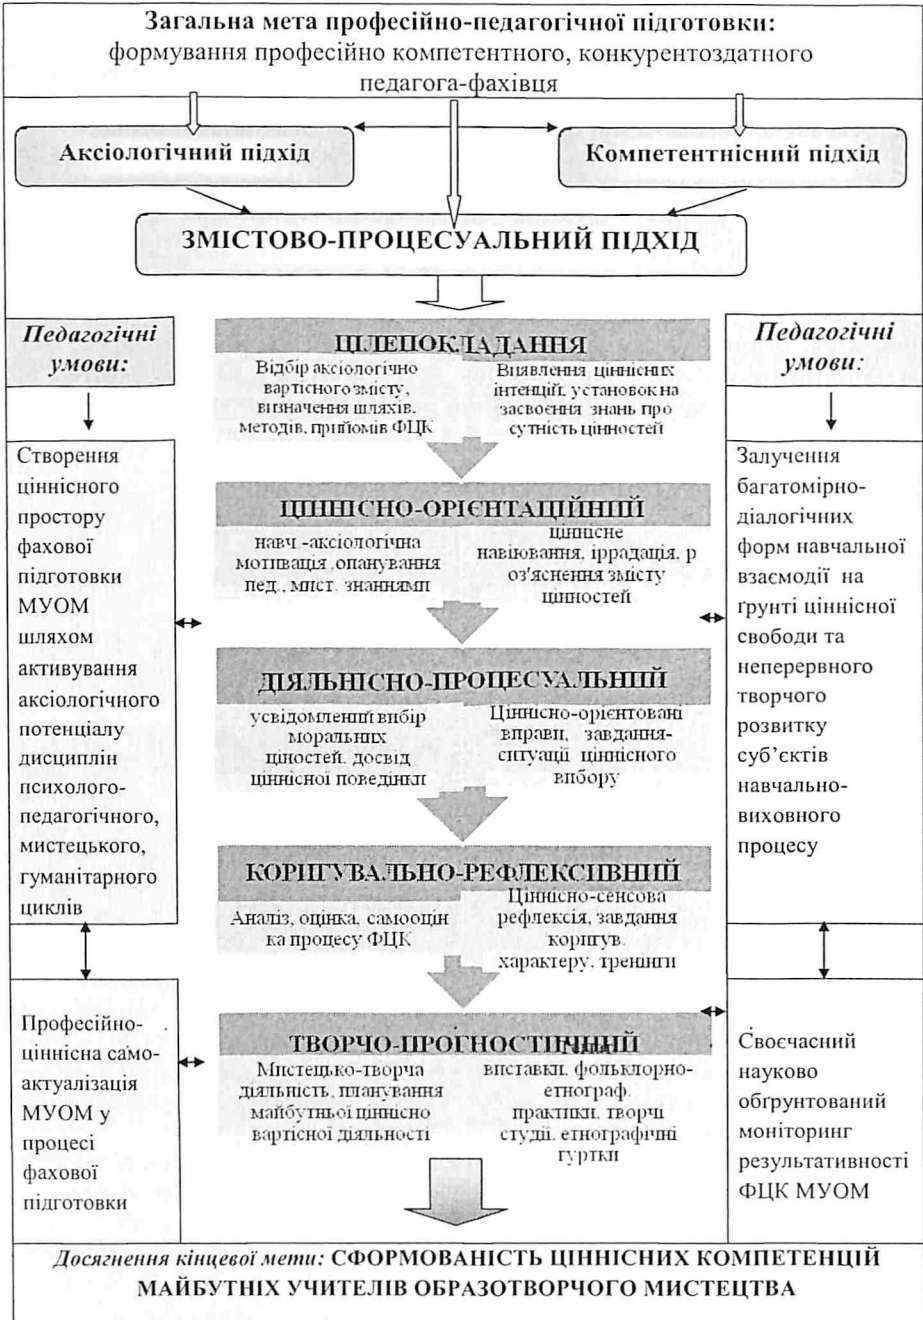 Загальна мета професійно-педагогічної підготовки:
формування професійно компетентного, конкурентоздатного
педагога-фахівця
Аксіологічний підхід
Компетентнісний підхід
ЗМІСТОВО-ПРОЦЕСУАЛЬНИЙ ПІДХІД
Педагогічні
умови:
Створення
ціннісного
простору
фахової
підготовки
МУОМ
шляхом
активування
аксіологічного
потенціалу
дисциплін
психолого-
педагогічного,
мистецького,
гуманітарного
циклів
Професійно-
ціннісна само-
актуалізація
МУОМ у
процесі
фахової
підготовки
ЦІЛЕПОКЛАДАННЯ
Відбір аксіологічно
вартісного змісту,
визначення шляхів,
методів, прийомів ФЦК
Виявлення ціннісних
інтенцій, установок на
засвоєння знань про
сутність цінностей
ЦІННІСНО-ОРІЄНТАЦІЙНИЙ
навч.-аксіологічна
мотивація ,опанування
пед., мист. знаннями
ціннісне
навіювання, іррадація, р
оз'яснення змісту
цінностей
ДІЯЛЬНІСНО-ПРОЦЕСУАЛЬНИЙ
усвідомлений вибір
моральних
ціностей, досвід
ціннісної поведінки
Ціннісно-орієнтовані
вправи, завдання-
ситуації ціннісного
вибору
КОРИГУВАЛЬНО-РЕФЛЕКСИВНИЙ
Аналіз, оцінка, самооцін
ка процесу ФЦК
Ціннісно-сенсова
рефлексія, завдання
коригув.
характеру, тренінги
ТВОРЧО-ПРОГНОСТИЧНИЙ
Мистецько-творча
діяльність, планування
майбутньої ціннісно
вартісної діяльності
виставки, фольклорно-
етнограф.
практики, творчі
студії, етнографічні
гуртки
Педагогічні
умови:
Залучення
багатомірно-
діалогічних
форм навчальної
взаємодії на
ґрунті ціннісної
свободи та
неперервного
творчого
розвитку
суб’єктів
навчально-
виховного
процесу
Своєчасний
науково
обґрунтований
моніторинг
результативності
ФЦК МУОМ
Досягнення кінцевої мети: СФОРМОВАНІСТЬ ЦІННІСНИХ КОМПЕТЕНЦІЙ
МАЙБУТНІХ УЧИТЕЛІВ ОБРАЗОТВОРЧОГО МИСТЕЦТВА